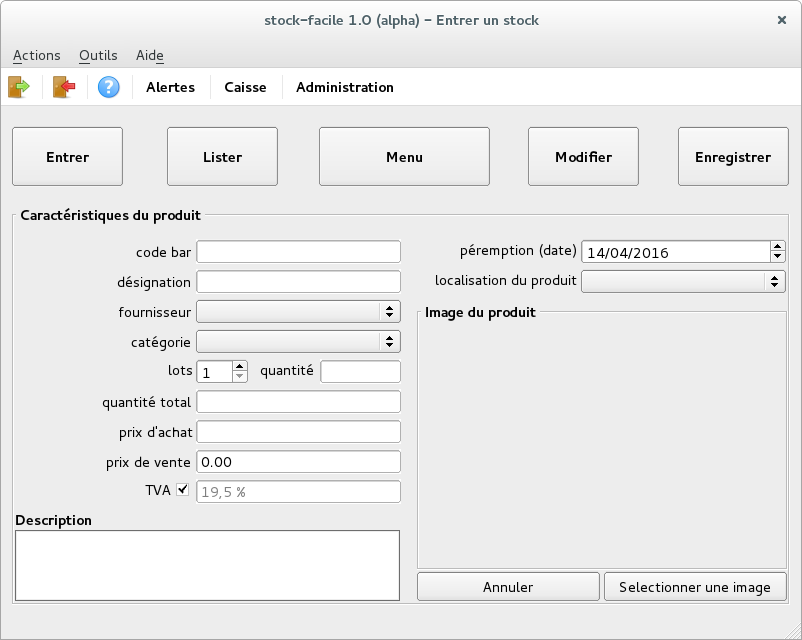 stock-facile 1.0 (alpha) – Entrer un stock
Actions Outils Aide
Alertes Caisse Administration
Entrer Lister Menu Modifier Enregistrer
Caractéristiques du produit
code bar
désignation
fournisseur
catégorie
lots 1 quantité
quantité total
prix d'achat
prix de vente 0.00
TVA 19,5 %
Description
péremption (date) 14/04/2016
localisation du produit
Image du produit
Annuler Selectionner une image